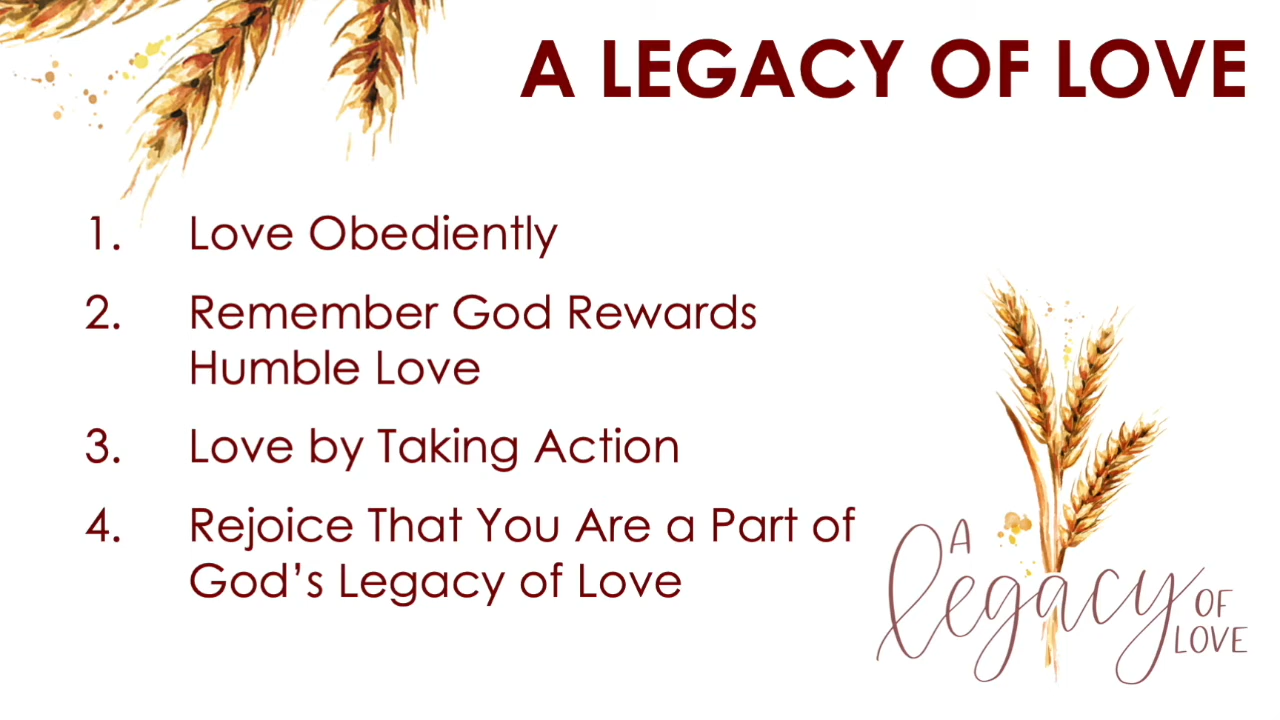 A LEGACY OF LOVE
1. Love Obediently
2. Remember God Rewards
Humble Love
3. Love by Taking Action
4. Rejoice That You Are a Part of
God’s Legacy of Love
A
legacy OF
LOVE